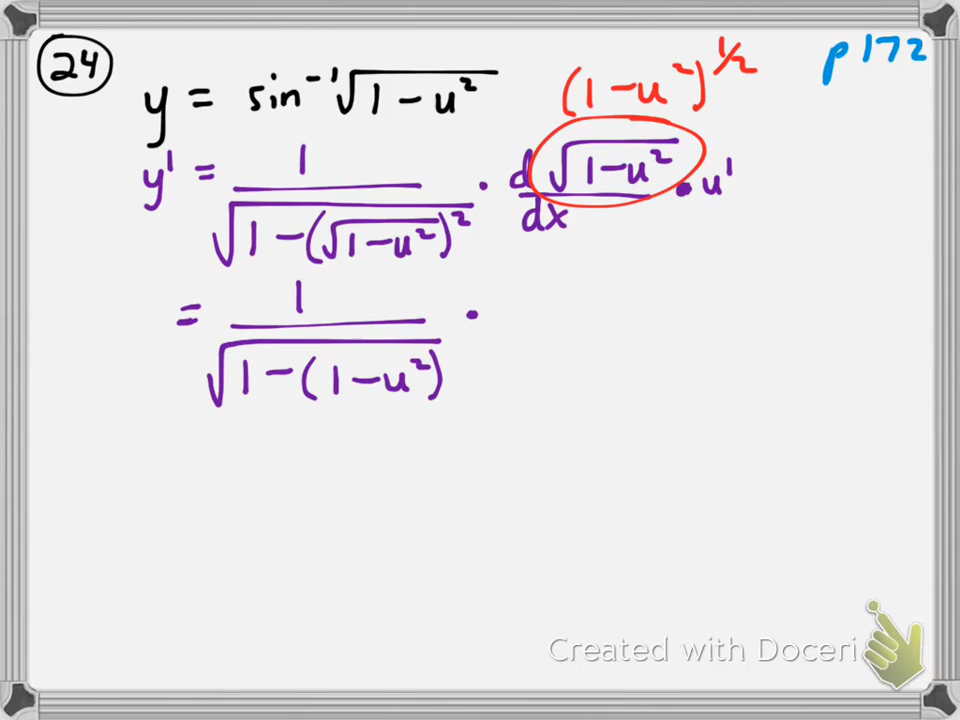 24 y = sin⁻¹√(1 − u²) (1 − u²)^½ p 172
y' = 1/√(1 − (√(1 − u²))²) · d√(1 − u²)/dx · u'
= 1/√(1 − (1 − u²)) ·
Created with Doceri